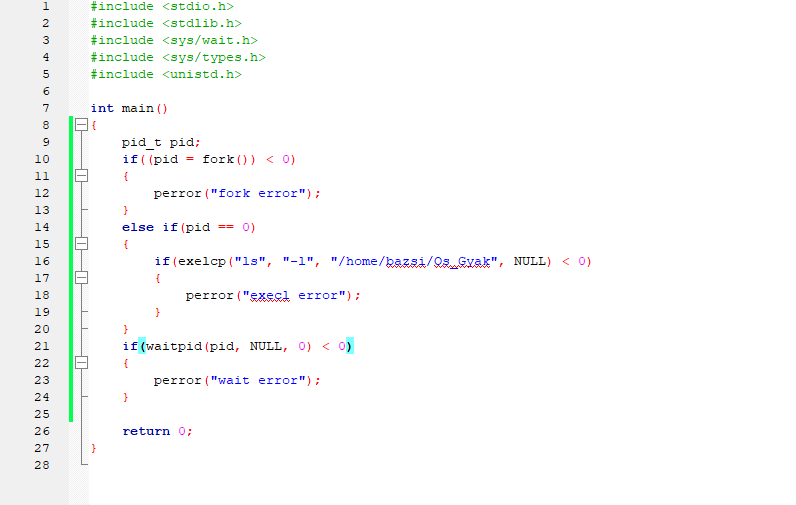 1 #include <stdio.h>
2 #include <stdlib.h>
3 #include <sys/wait.h>
4 #include <sys/types.h>
5 #include <unistd.h>
6
7 int main()
8 {
9 pid_t pid;
10 if((pid = fork()) < 0)
11 {
12 perror("fork error");
13 }
14 else if(pid == 0)
15 {
16 if(exelcp("ls", "-l", "/home/bazsi/Os_Gyak", NULL) < 0)
17 {
18 perror("execl error");
19 }
20 }
21 if(waitpid(pid, NULL, 0) < 0)
22 {
23 perror("wait error");
24 }
25
26 return 0;
27 }
28